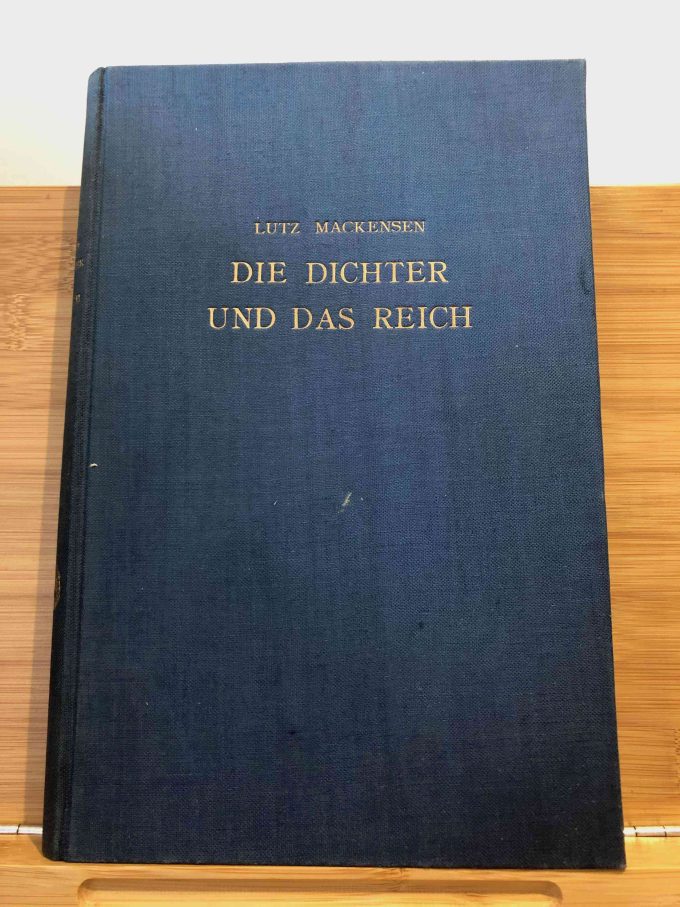 LUTZ MACKENSEN
DIE DICHTER
UND DAS REICH